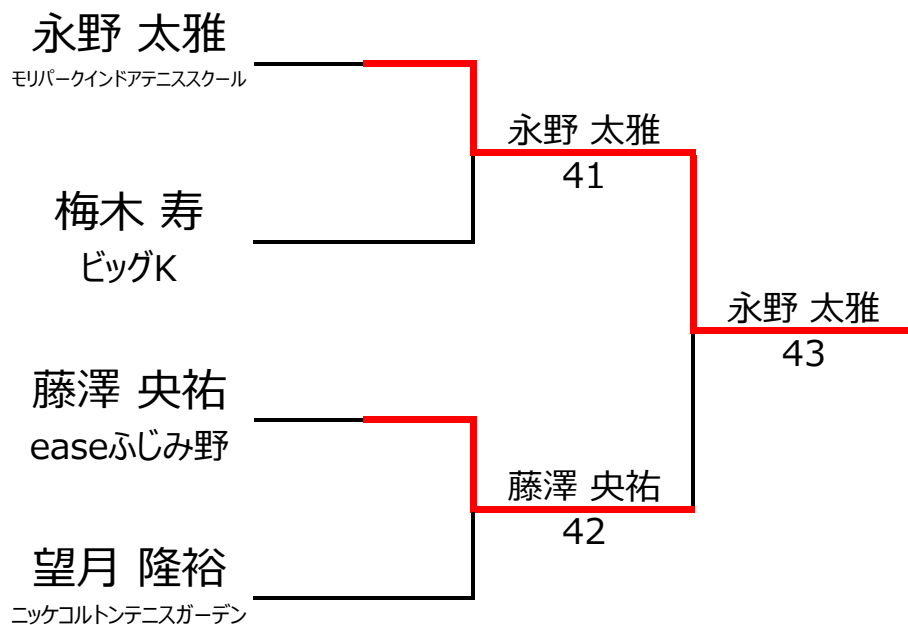 永野 太雅
モリパークインドアテニススクール
梅木 寿
ビッグK
藤澤 央祐
easeふじみ野
望月 隆裕
ニッケコルトンテニスガーデン
永野 太雅
41
藤澤 央祐
42
永野 太雅
43